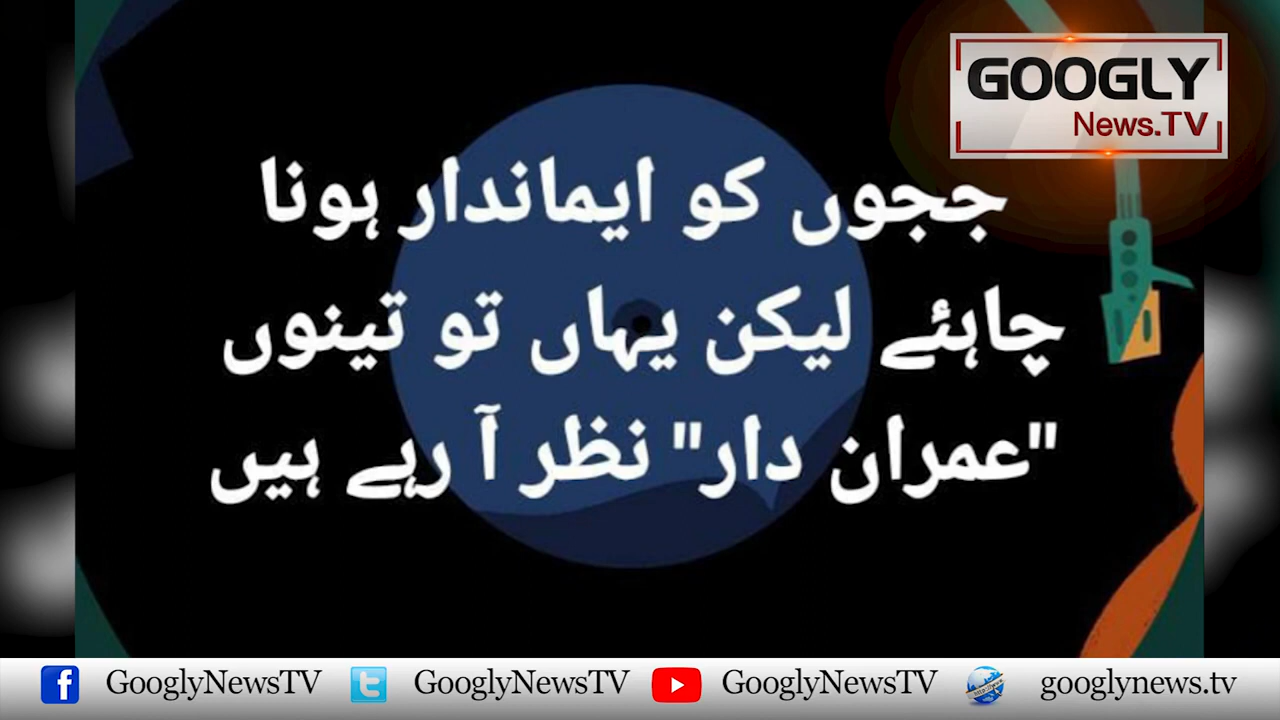 GOOGLY
News.TV
ججوں کو ایماندار ہونا
چاہئے لیکن یہاں تو تینوں
"عمران دار" نظر آ رہے ہیں
GooglyNewsTV GooglyNewsTV GooglyNewsTV googlynews.tv